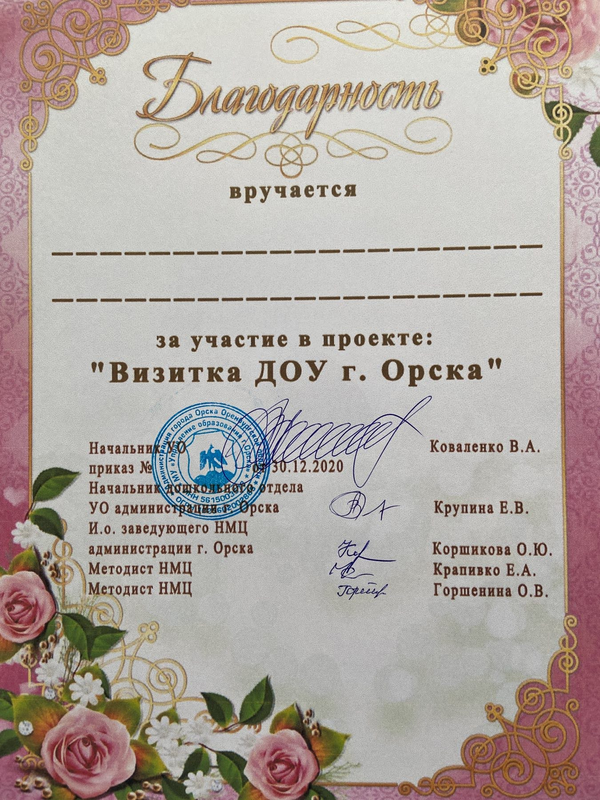 Благодарность
вручается
за участие в проекте:
"Визитка ДОУ г. Орска"
Начальник УО Коваленко В.А.
приказ № от 30.12.2020
Начальник дошкольного отдела
УО администрации г. Орска Крупина Е.В.
И.о. заведующего НМЦ
администрации г. Орска Коршикова О.Ю.
Методист НМЦ Крапивко Е.А.
Методист НМЦ Горшенина О.В.